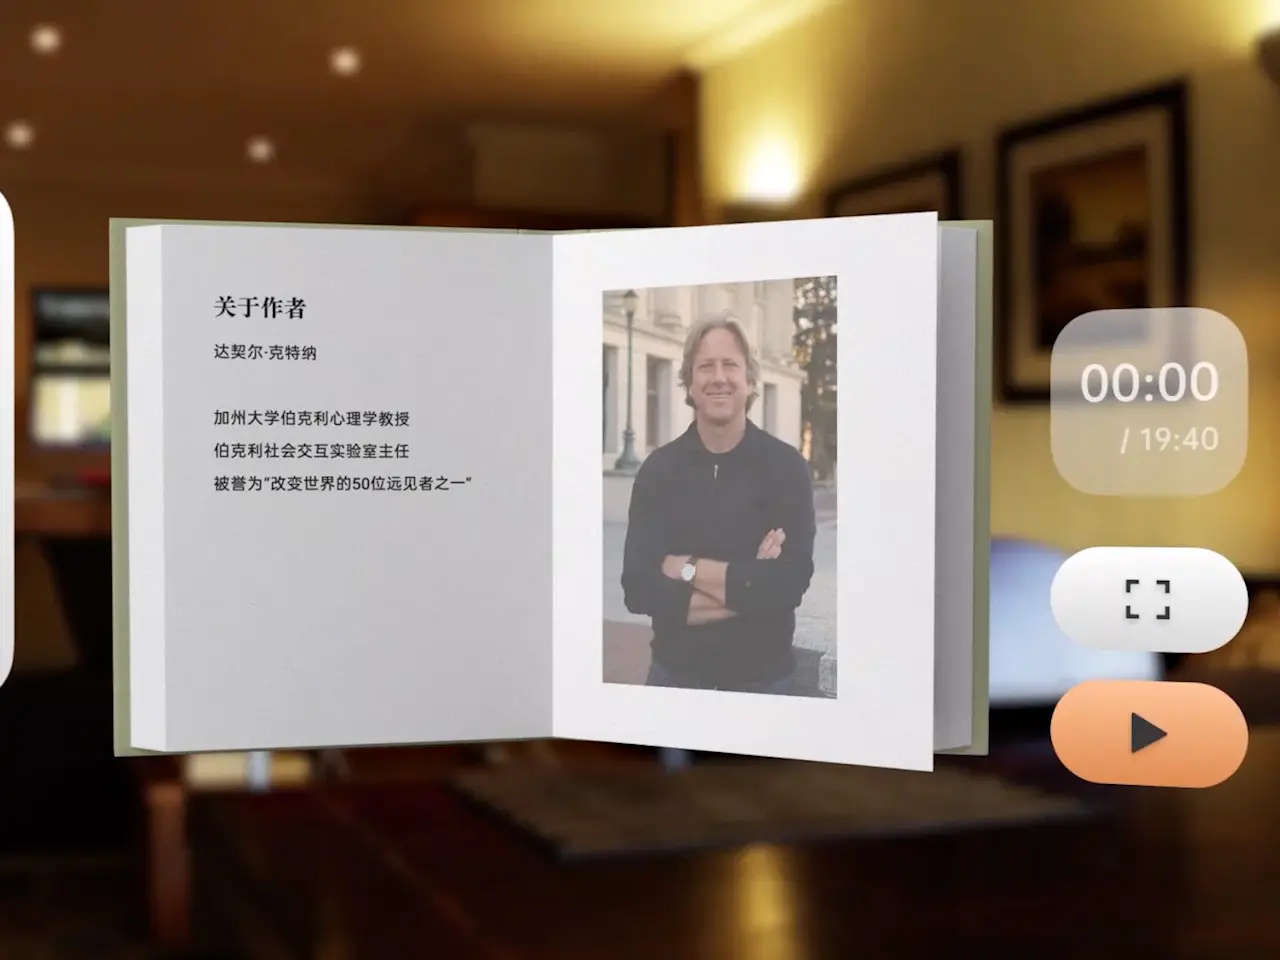 关于作者
达契尔·克特纳
加州大学伯克利心理学教授
伯克利社会交互实验室主任
被誉为“改变世界的50位远见者之一”
00:00
/ 19:40